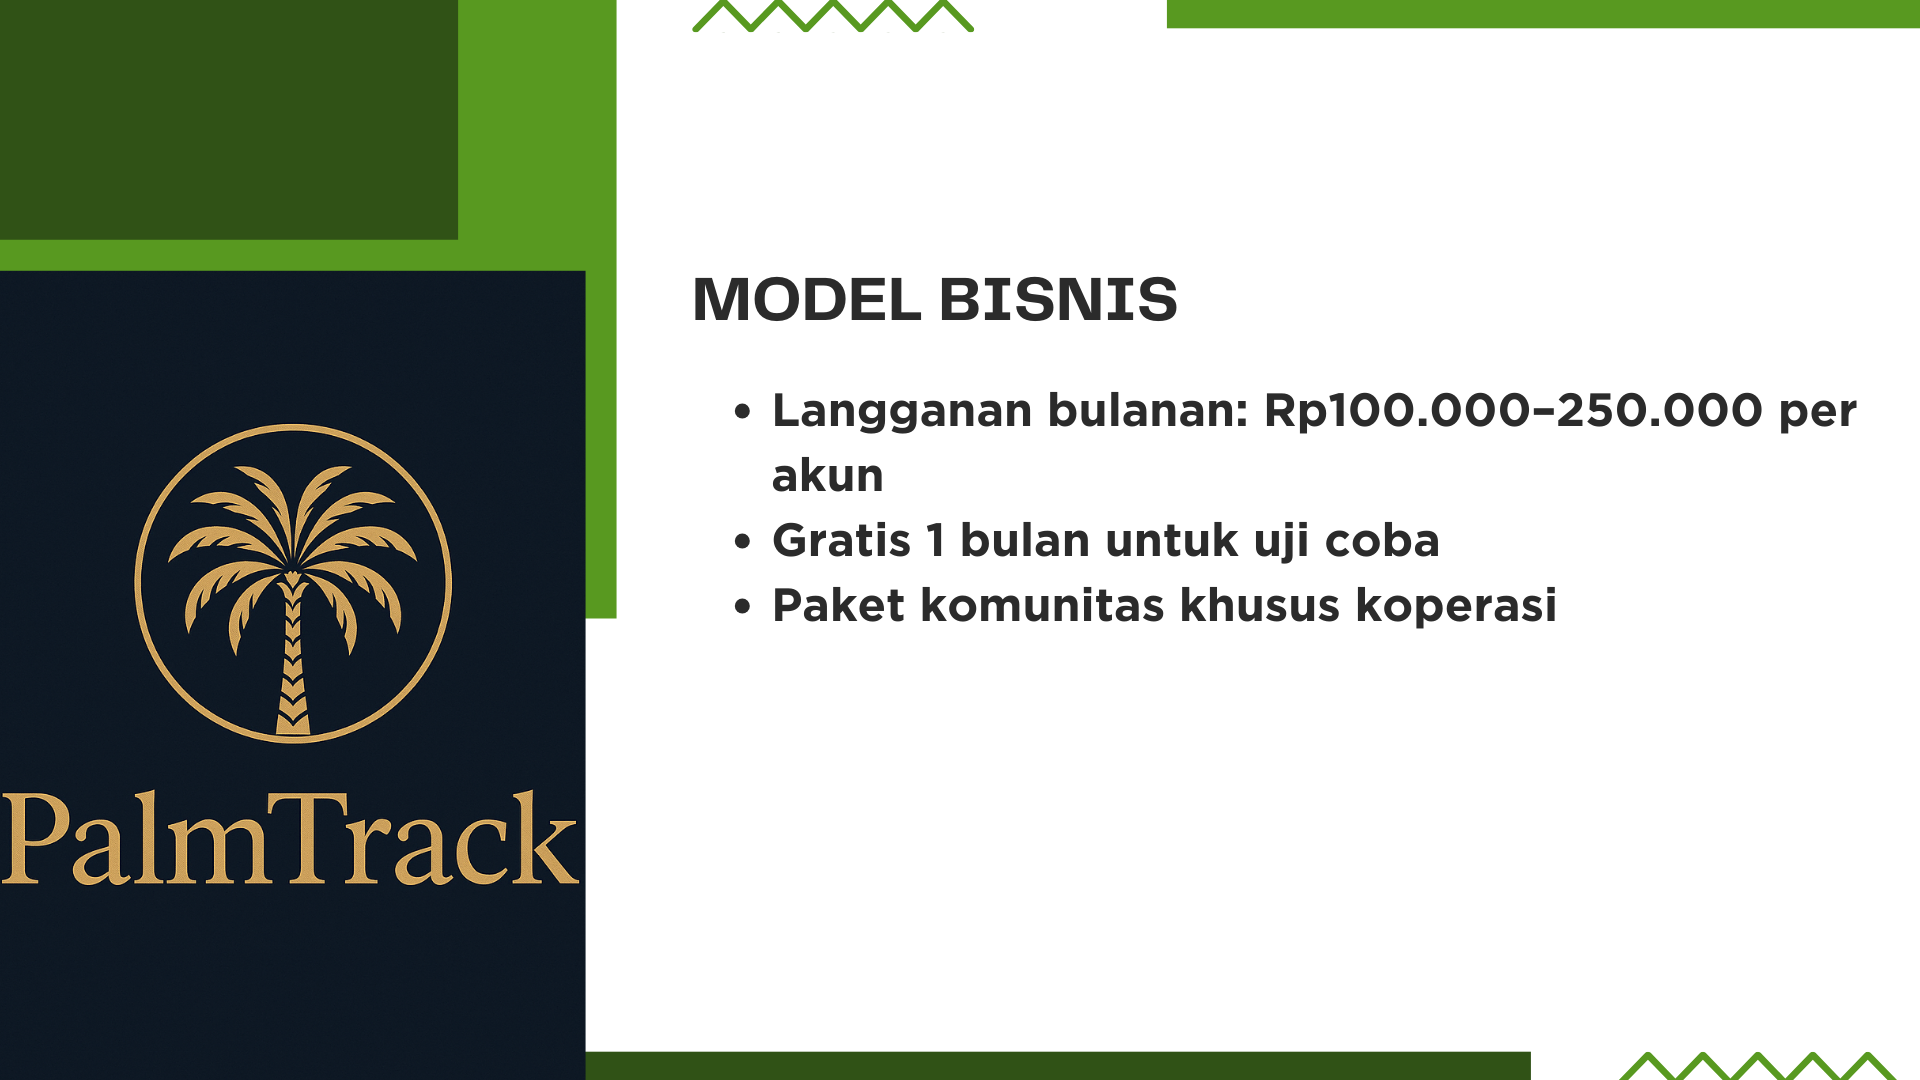 MODEL BISNIS
• Langganan bulanan: Rp100.000–250.000 per
akun
• Gratis 1 bulan untuk uji coba
• Paket komunitas khusus koperasi
PalmTrack